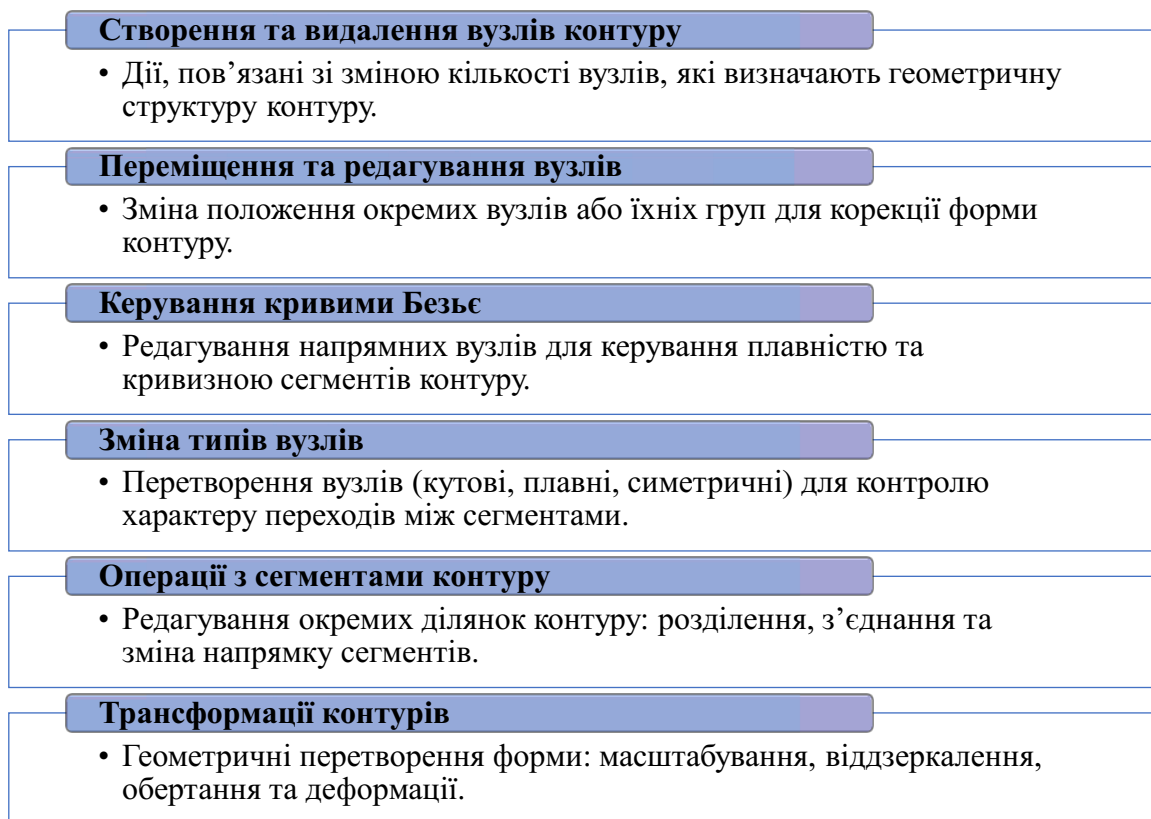 Створення та видалення вузлів контуру
• Дії, пов’язані зі зміною кількості вузлів, які визначають геометричну
структуру контуру.
Переміщення та редагування вузлів
• Зміна положення окремих вузлів або їхніх груп для корекції форми
контуру.
Керування кривими Безьє
• Редагування напрямних вузлів для керування плавністю та
кривизною сегментів контуру.
Зміна типів вузлів
• Перетворення вузлів (кутові, плавні, симетричні) для контролю
характеру переходів між сегментами.
Операції з сегментами контуру
• Редагування окремих ділянок контуру: розділення, з’єднання та
зміна напрямку сегментів.
Трансформації контурів
• Геометричні перетворення форми: масштабування, віддзеркалення,
обертання та деформації.